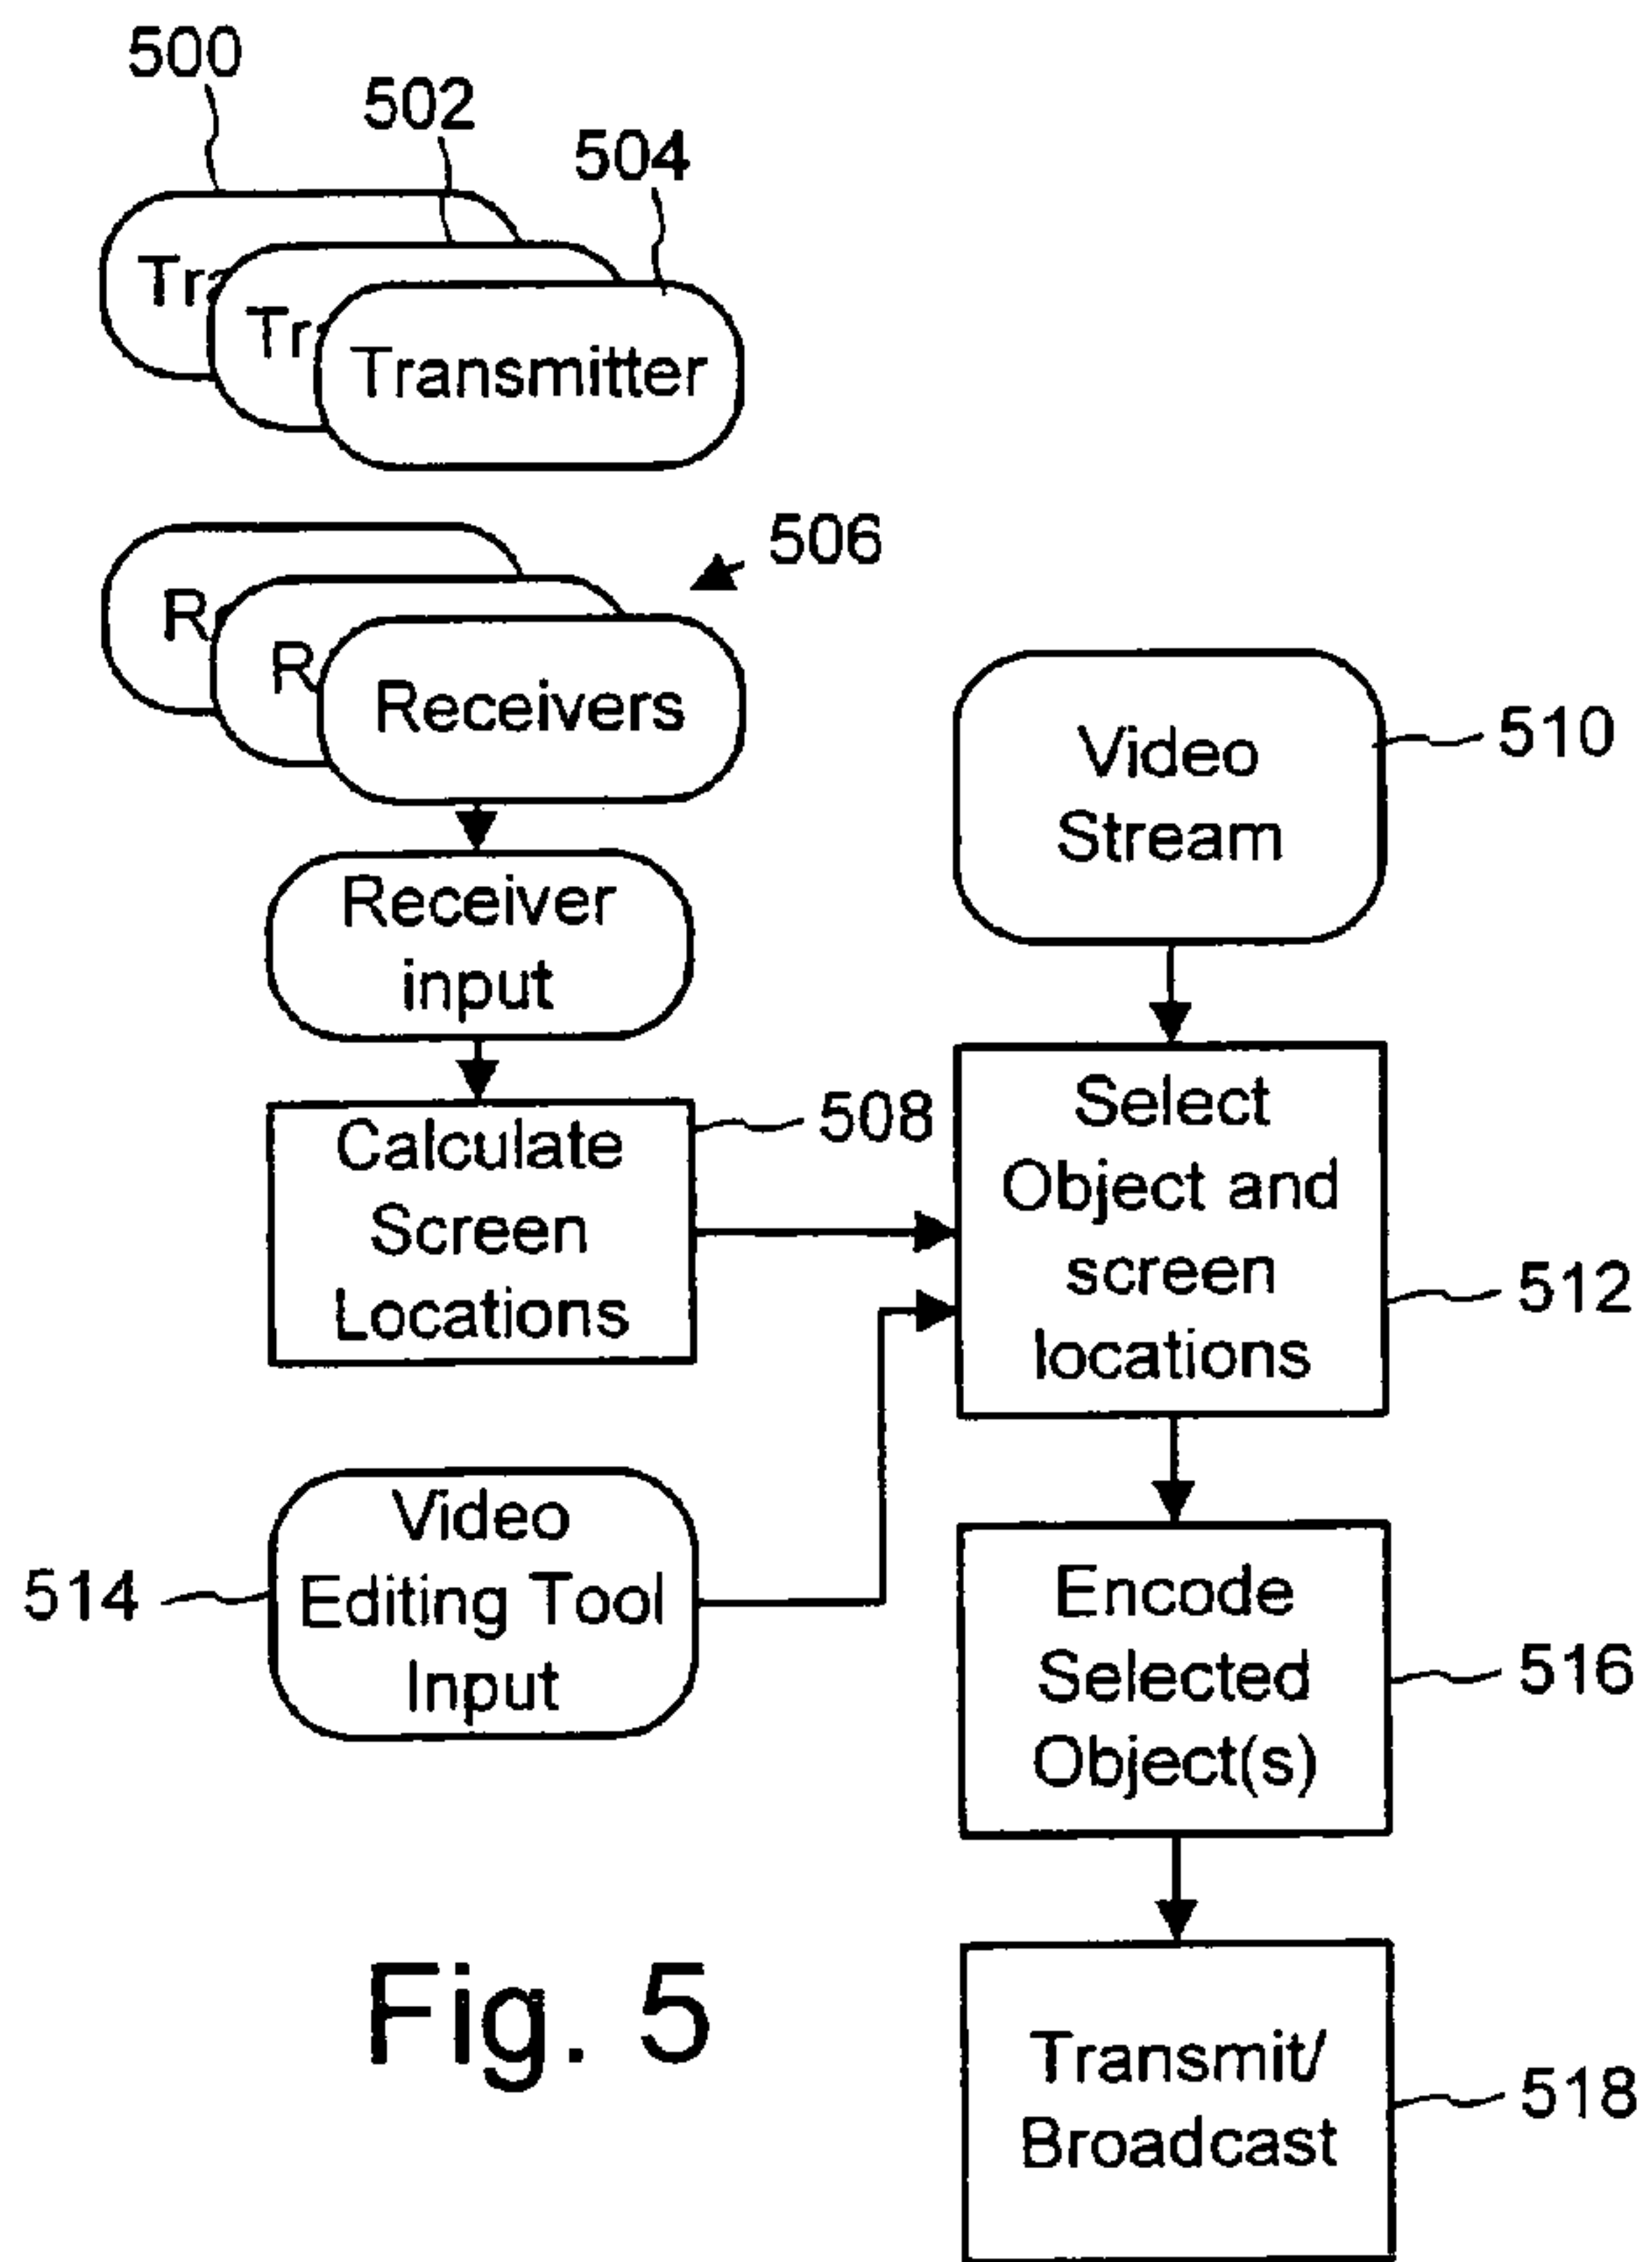 500
502
504
Tra
Tr
Transmitter
506
R
R
Receivers
Receiver
input
Calculate
Screen
Locations
508
Video
Stream
510
Select
Object and
screen
locations
512
514
Video
Editing Tool
Input
Encode
Selected
Object(s)
516
Transmit/
Broadcast
518
Fig. 5